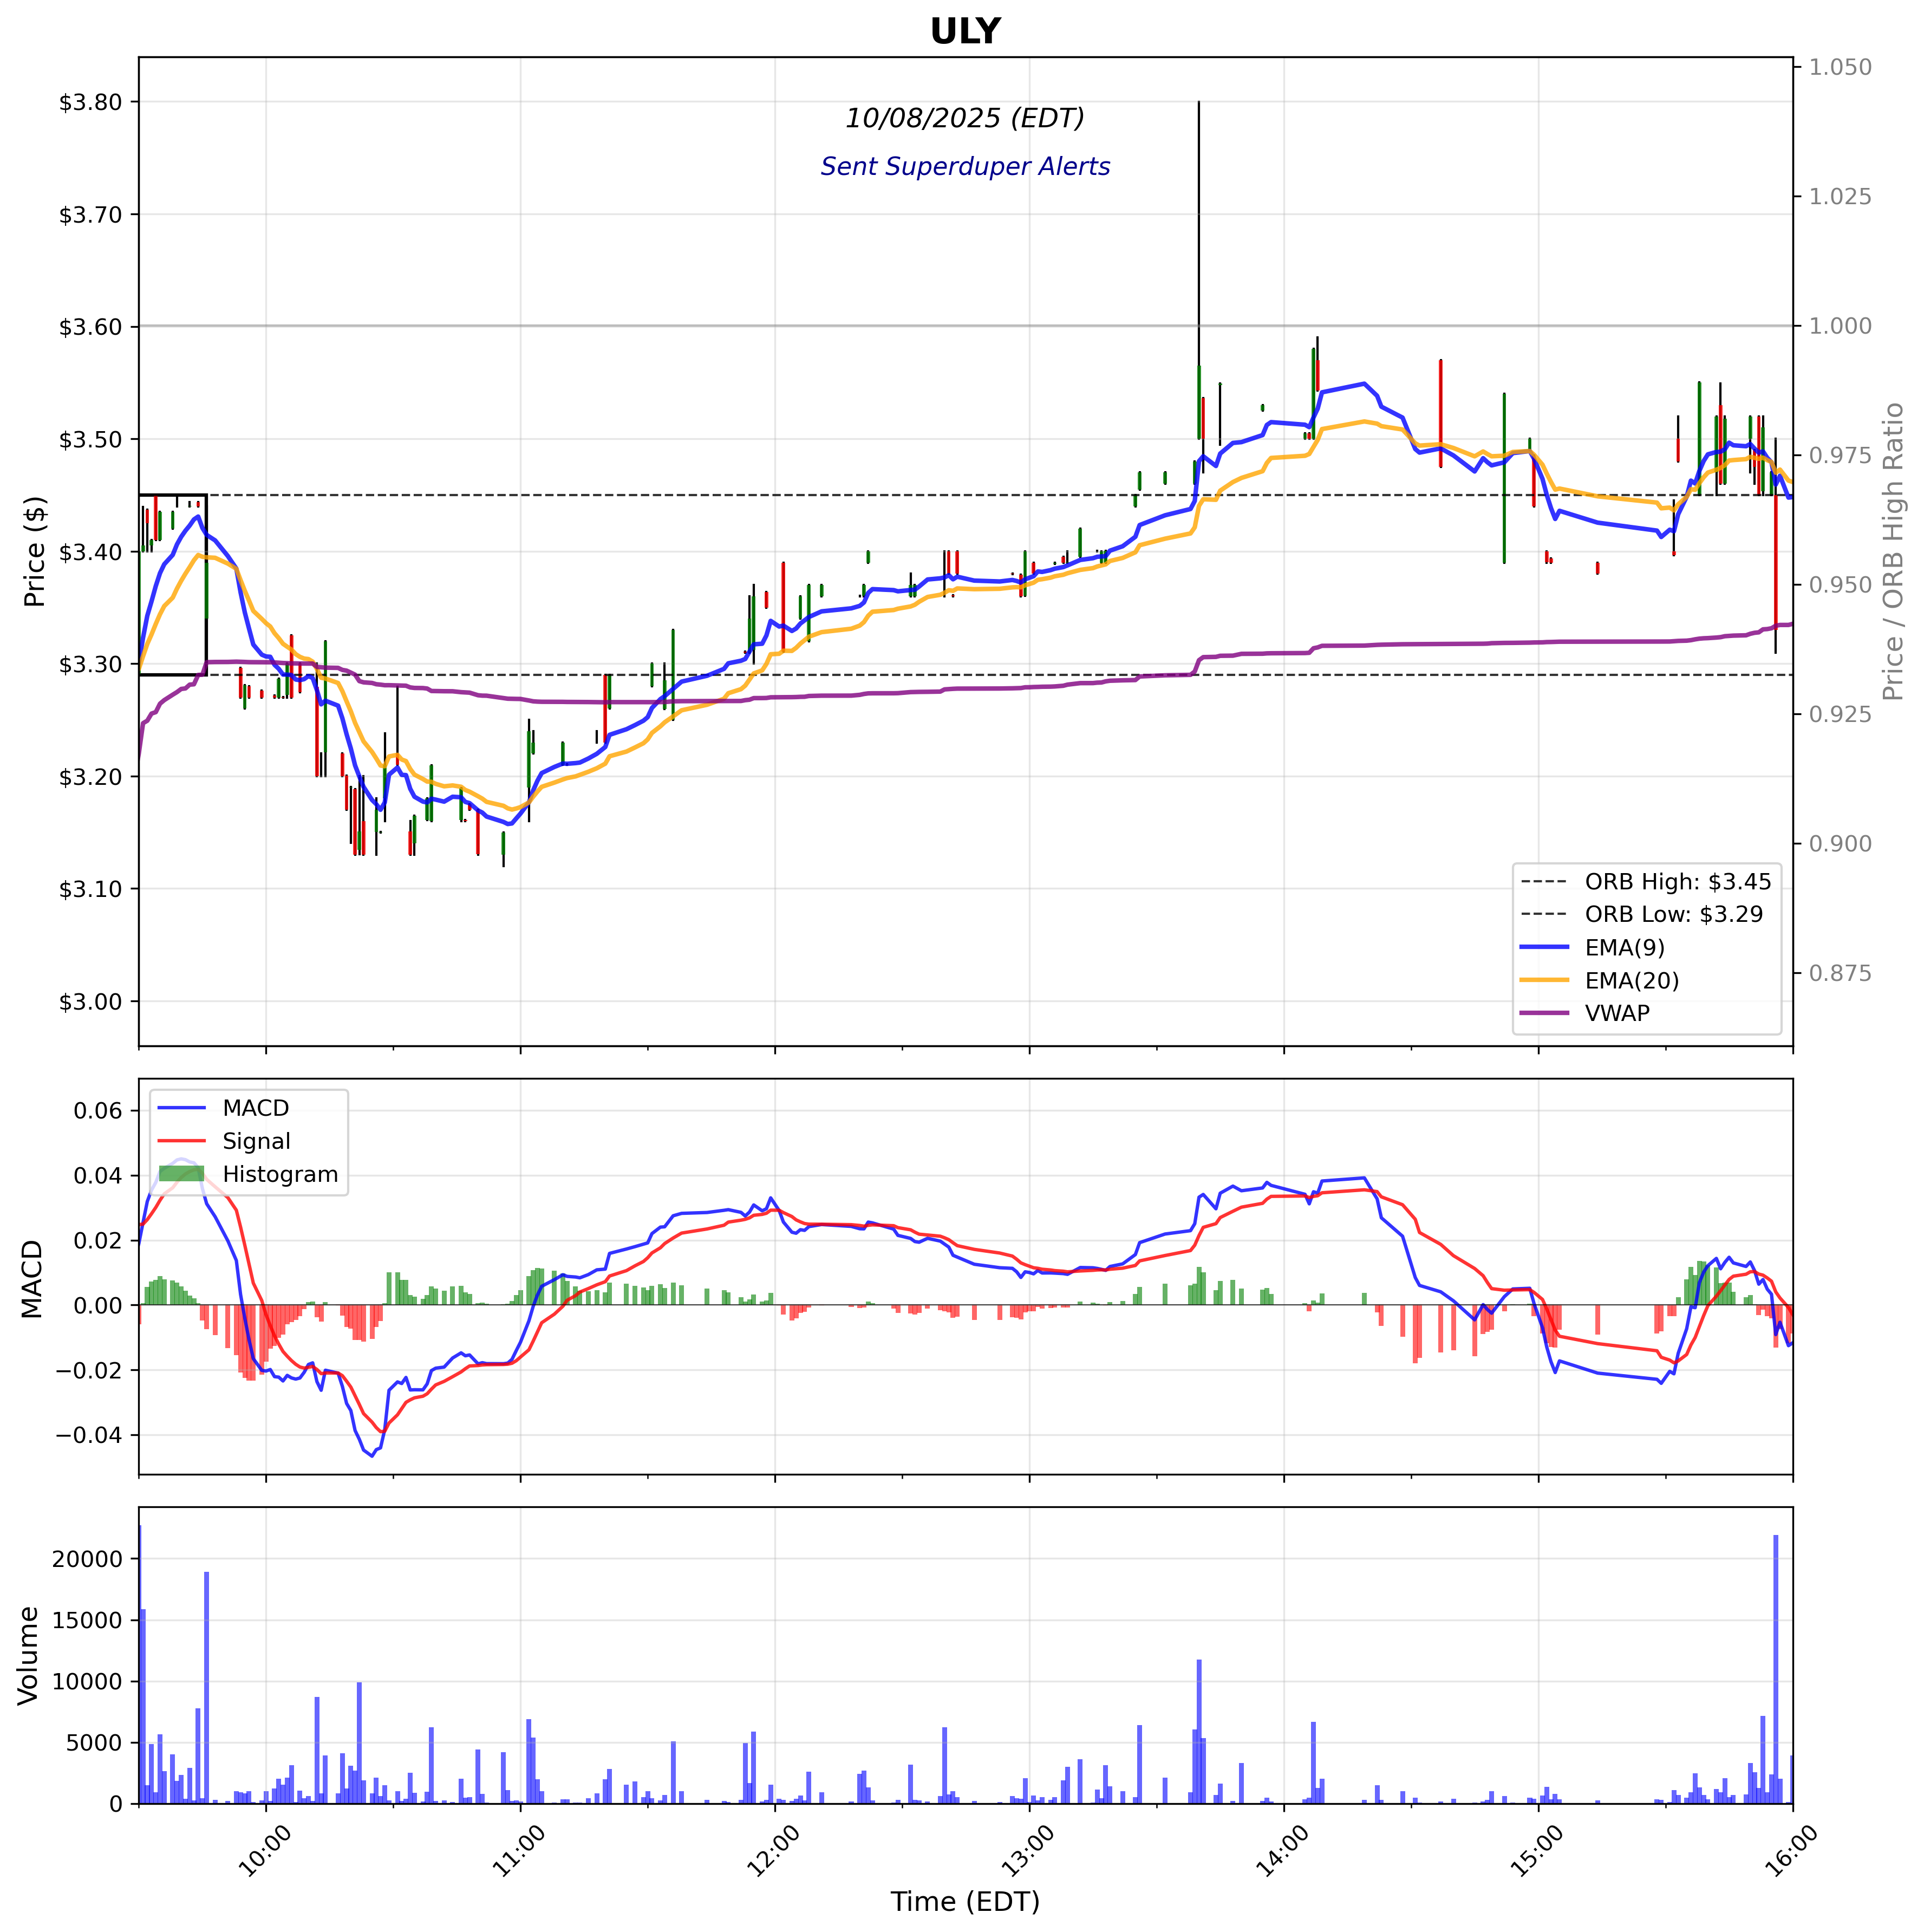 ULY
10/08/2025 (EDT)
Sent Superduper Alerts
Price ($)
$3.80
$3.70
$3.60
$3.50
$3.40
$3.30
$3.20
$3.10
$3.00
1.050
1.025
1.000
0.975
0.950
0.925
0.900
0.875
Price / ORB High Ratio
ORB High: $3.45
ORB Low: $3.29
EMA(9)
EMA(20)
VWAP
MACD
0.06
0.04
0.02
0.00
−0.02
−0.04
MACD
Signal
Histogram
Volume
20000
15000
10000
5000
0
10:00
11:00
12:00
13:00
14:00
15:00
16:00
Time (EDT)